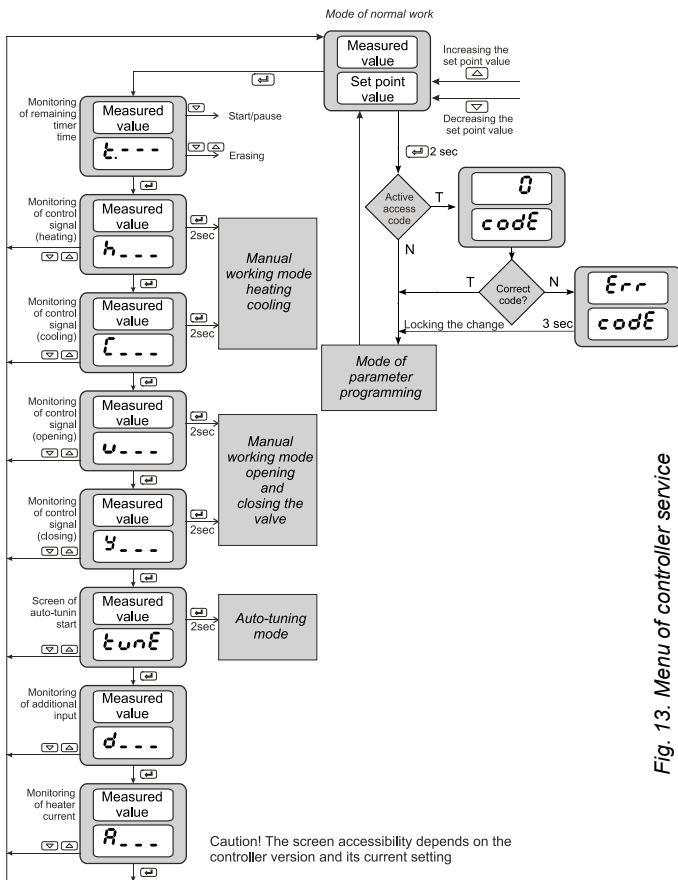 Mode of normal work
Measured
value
Set point
value
Increasing the
set point value
Decreasing the
set point value
2 sec
Active
access
code
T
N
0
codE
Correct
code?
T
N
Err
codE
Locking the change
3 sec
Mode of
parameter
programming
Monitoring
of remaining
timer
time
Measured
value
t.---
Start/pause
Erasing
Monitoring
of control
signal
(heating)
Measured
value
h---
2sec
Manual
working mode
heating
cooling
Monitoring
of control
signal
(cooling)
Measured
value
C---
2sec
Monitoring
of control
signal
(opening)
Measured
value
u---
2sec
Manual
working mode
opening
and
closing the
valve
Monitoring
of control
signal
(closing)
Measured
value
y---
2sec
Screen of
auto-tunin
start
Measured
value
tunE
2sec
Auto-tuning
mode
Monitoring
of additional
input
Measured
value
d---
Monitoring
of heater
current
Measured
value
A---
Caution! The screen accessibility depends on the
controller version and its current setting
Fig. 13. Menu of controller service